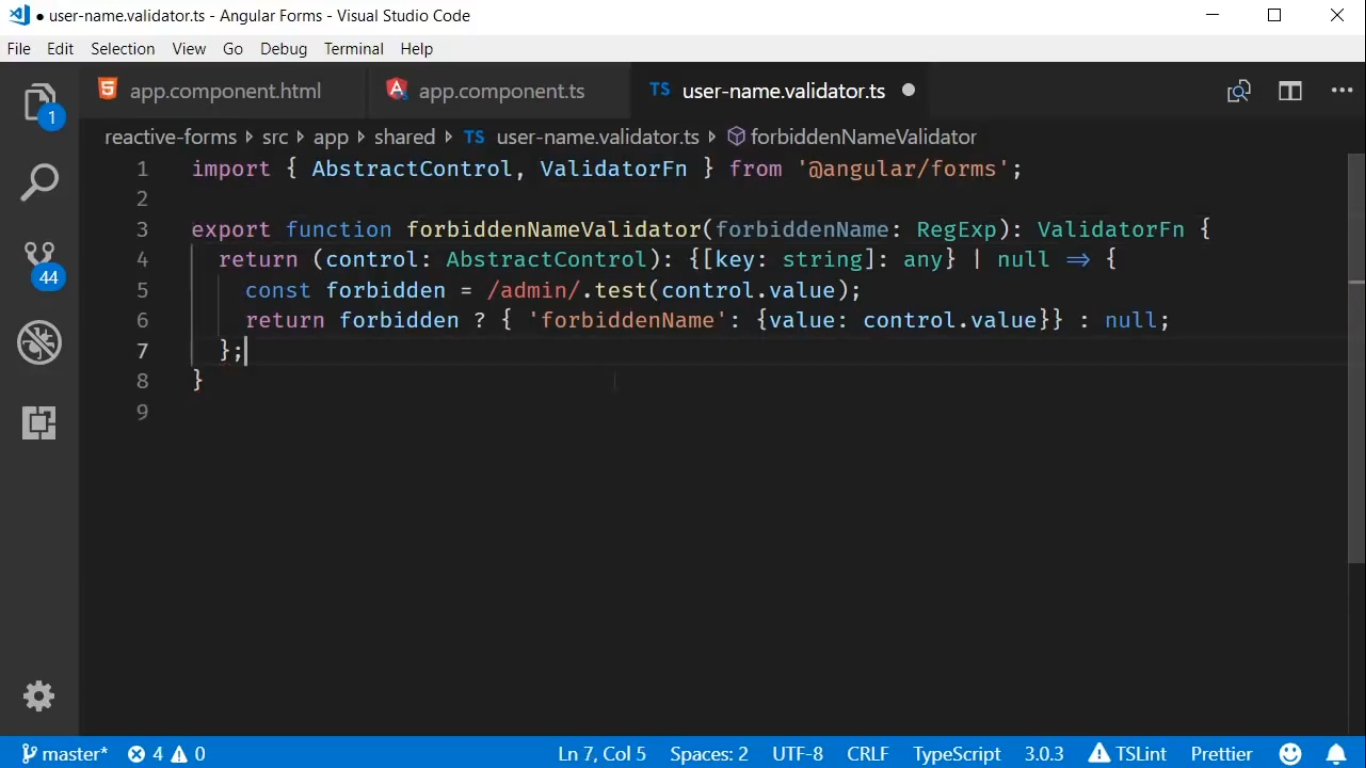 ● user-name.validator.ts - Angular Forms - Visual Studio Code
File Edit Selection View Go Debug Terminal Help
app.component.html app.component.ts TS user-name.validator.ts ●
1
reactive-forms › src › app › shared › TS user-name.validator.ts › forbiddenNameValidator
1 import { AbstractControl, ValidatorFn } from '@angular/forms';
2
3 export function forbiddenNameValidator(forbiddenName: RegExp): ValidatorFn {
4 return (control: AbstractControl): {[key: string]: any} | null => {
5 const forbidden = /admin/.test(control.value);
6 return forbidden ? { 'forbiddenName': {value: control.value}} : null;
7 };
8 }
9
44
master* 4 0 Ln 7, Col 5 Spaces: 2 UTF-8 CRLF TypeScript 3.0.3 TSLint Prettier